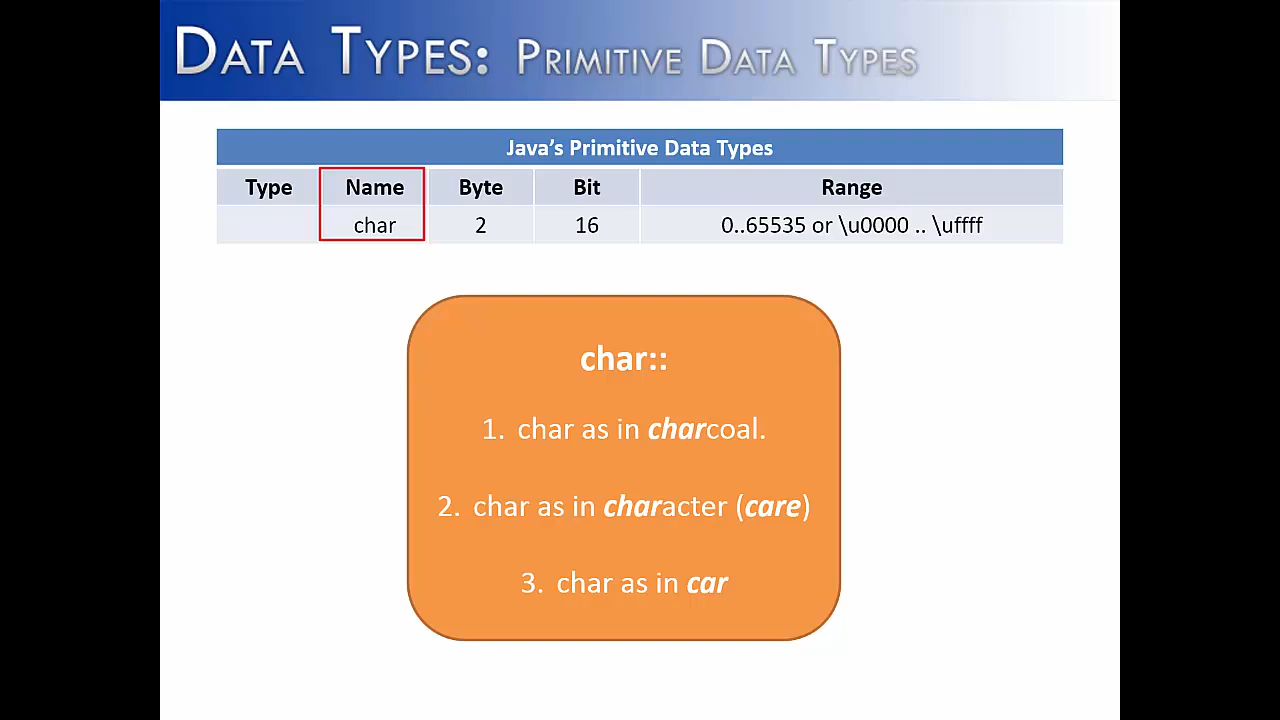 DATA TYPES: PRIMITIVE DATA TYPES
Java's Primitive Data Types
Type Name Byte Bit Range
char 2 16 0..65535 or \u0000 .. \uffff
char::
1. char as in charcoal.
2. char as in character (care)
3. char as in car